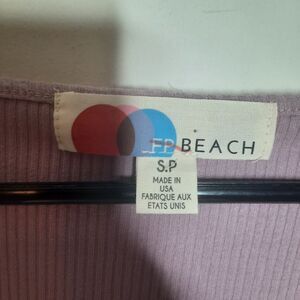 FP BEACH
S.P
MADE IN
USA
FABRIQUE AUX
ETATS UNIS